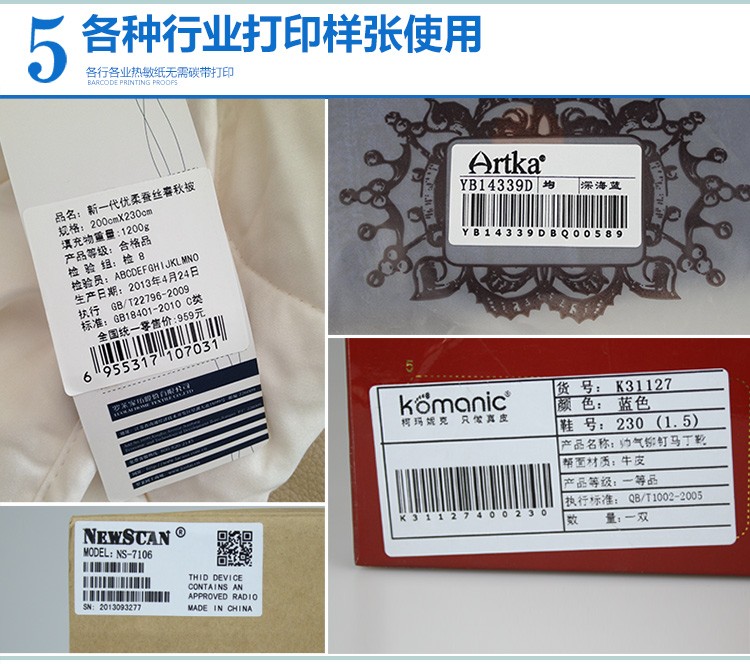 5 各种行业打印样张使用
各行各业热敏纸无需碳带打印
BARCODE PRINTING PROOFS
品名: 新一代优柔蚕丝春秋被
规格: 200cmX230cm
填充物重量:1200g
产品等级: 合格品
检 验 组: 检 8
检验员: ABCDEFGHIJKLMNO
生产日期: 2013年4月24日
执行 GB/T22796-2009
标准: GB18401-2010 C类
全国统一零售价:959元
6 955317 107031
Artka®
YB14339D 均 深海蓝
YB14339DBQ00589
5
komanic®
柯玛妮克 只做真皮
K31127400230
货号: K31127
颜色: 蓝色
鞋号: 230 (1.5)
产品名称: 帅气铆钉马丁靴
帮面材质: 牛皮
产品等级: 一等品
执行标准: QB/T1002-2005
数 量: 一双
NEWSCAN®
MODEL: NS-7106
SN: 2013093277
THID DEVICE
CONTAINS AN
APPROVED RADIO
MADE IN CHINA